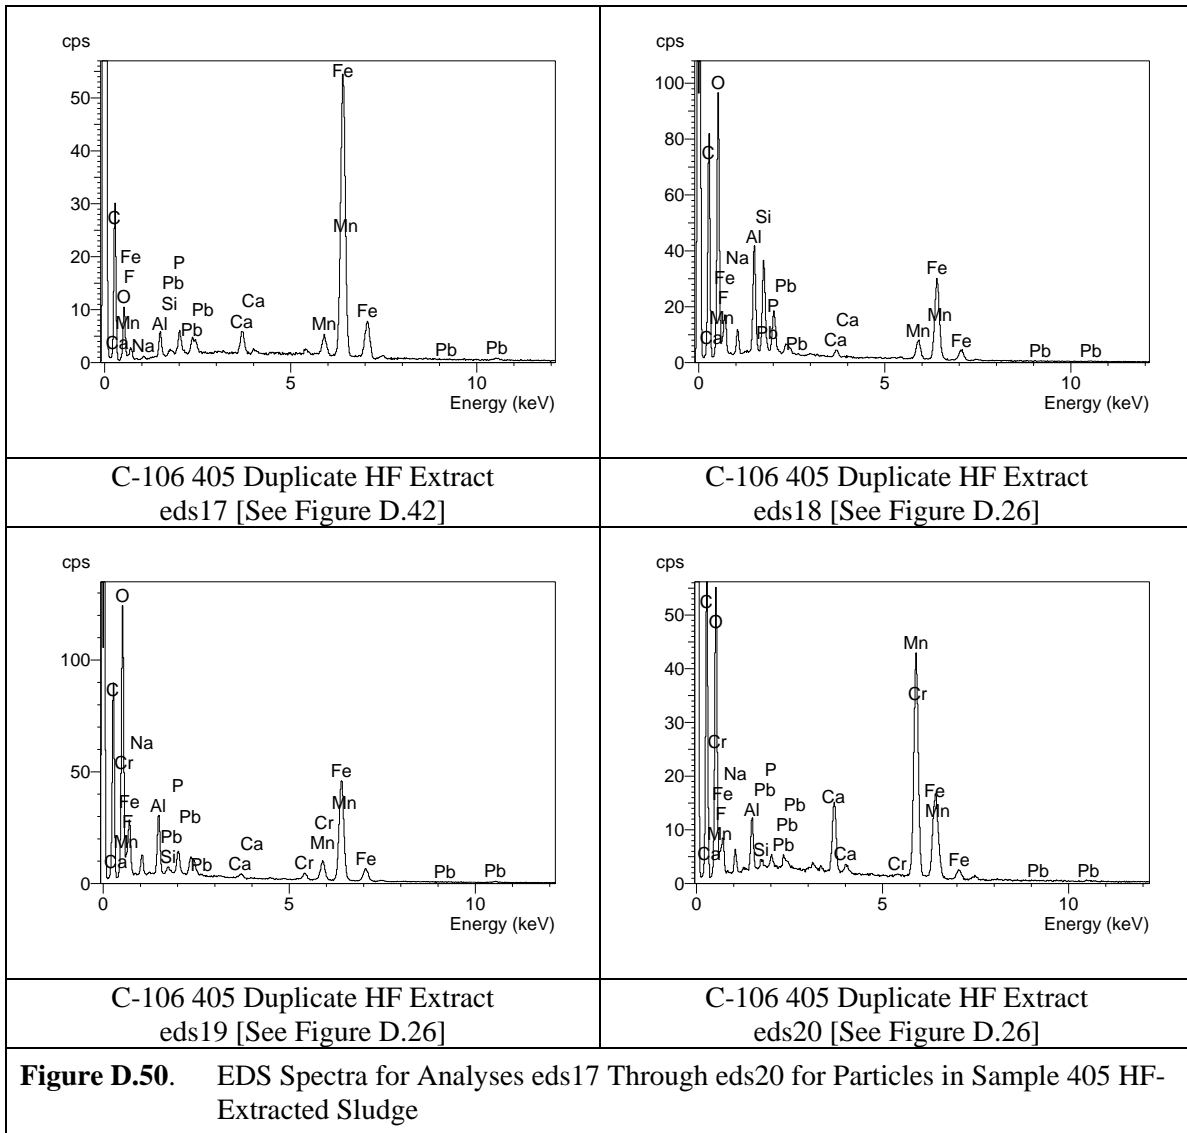 cps
Fe
50
40
C
30
Mn
Fe
P
20
F
Pb
O
Si
Pb
Ca
10
Mn
Al
Pb
Ca
Mn
Fe
Ca
Na
Pb
Pb
0
0
5
10
Energy (keV)
C-106 405 Duplicate HF Extract
eds17 [See Figure D.42]
cps
100
O
80
C
60
Si
Al
40
Fe
Na
Pb
Fe
20
F
P
Mn
Mn
Pb
Ca
Ca
Pb
Ca
Mn
Fe
Pb
Pb
0
0
5
10
Energy (keV)
C-106 405 Duplicate HF Extract
eds18 [See Figure D.26]
cps
O
100
C
Na
Cr
50
Fe
Fe
Al
P
Mn
F
Pb
Cr
Mn
Pb
Ca
Mn
Ca
Si
Pb
Ca
Cr
Fe
Pb
Pb
0
0
5
10
Energy (keV)
C-106 405 Duplicate HF Extract
eds19 [See Figure D.26]
cps
C
O
50
Mn
40
Cr
30
Cr
P
20
Na
Fe
Pb
Pb
Ca
Fe
F
Al
Pb
Mn
10
Mn
Si
Pb
Ca
Ca
Cr
Fe
Pb
Pb
0
0
5
10
Energy (keV)
C-106 405 Duplicate HF Extract
eds20 [See Figure D.26]
Figure D.50. EDS Spectra for Analyses eds17 Through eds20 for Particles in Sample 405 HF-
Extracted Sludge